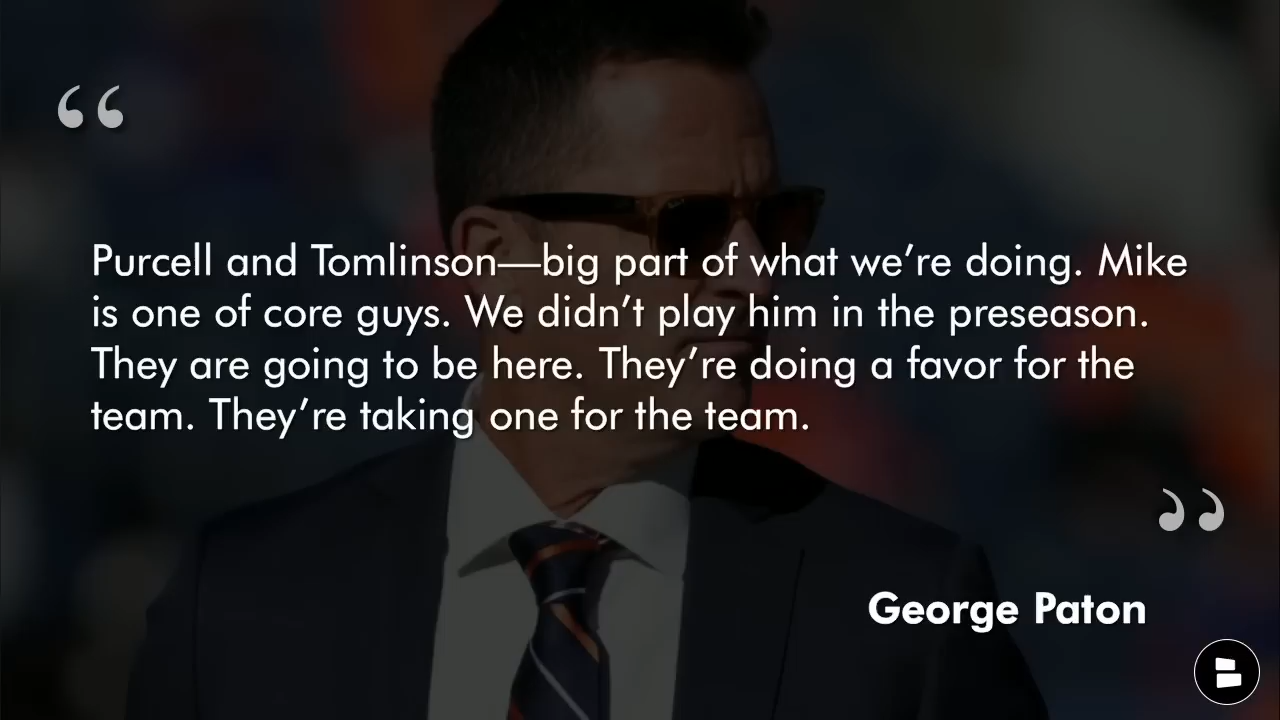 “
Purcell and Tomlinson—big part of what we’re doing. Mike
is one of core guys. We didn’t play him in the preseason.
They are going to be here. They’re doing a favor for the
team. They’re taking one for the team.
”
George Paton